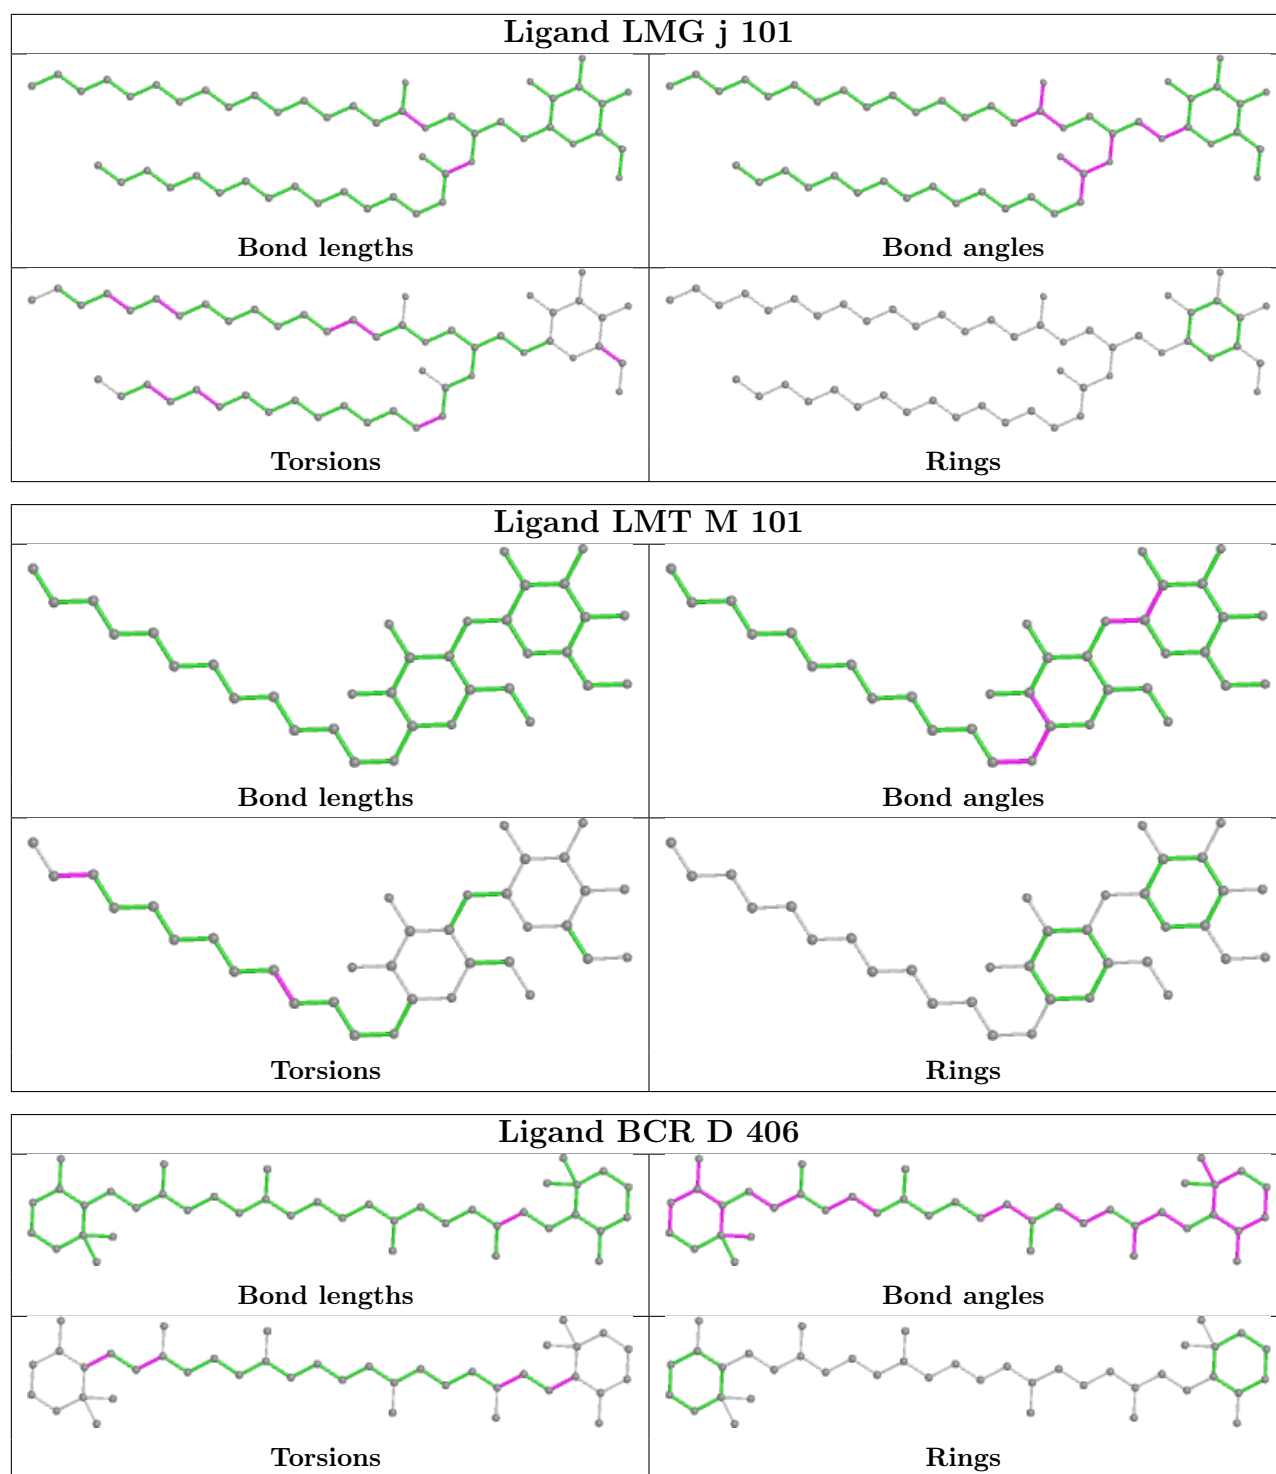 Ligand LMG j 101
Bond lengths
Bond angles
Torsions
Rings
Ligand LMT M 101
Bond lengths
Bond angles
Torsions
Rings
Ligand BCR D 406
Bond lengths
Bond angles
Torsions
Rings